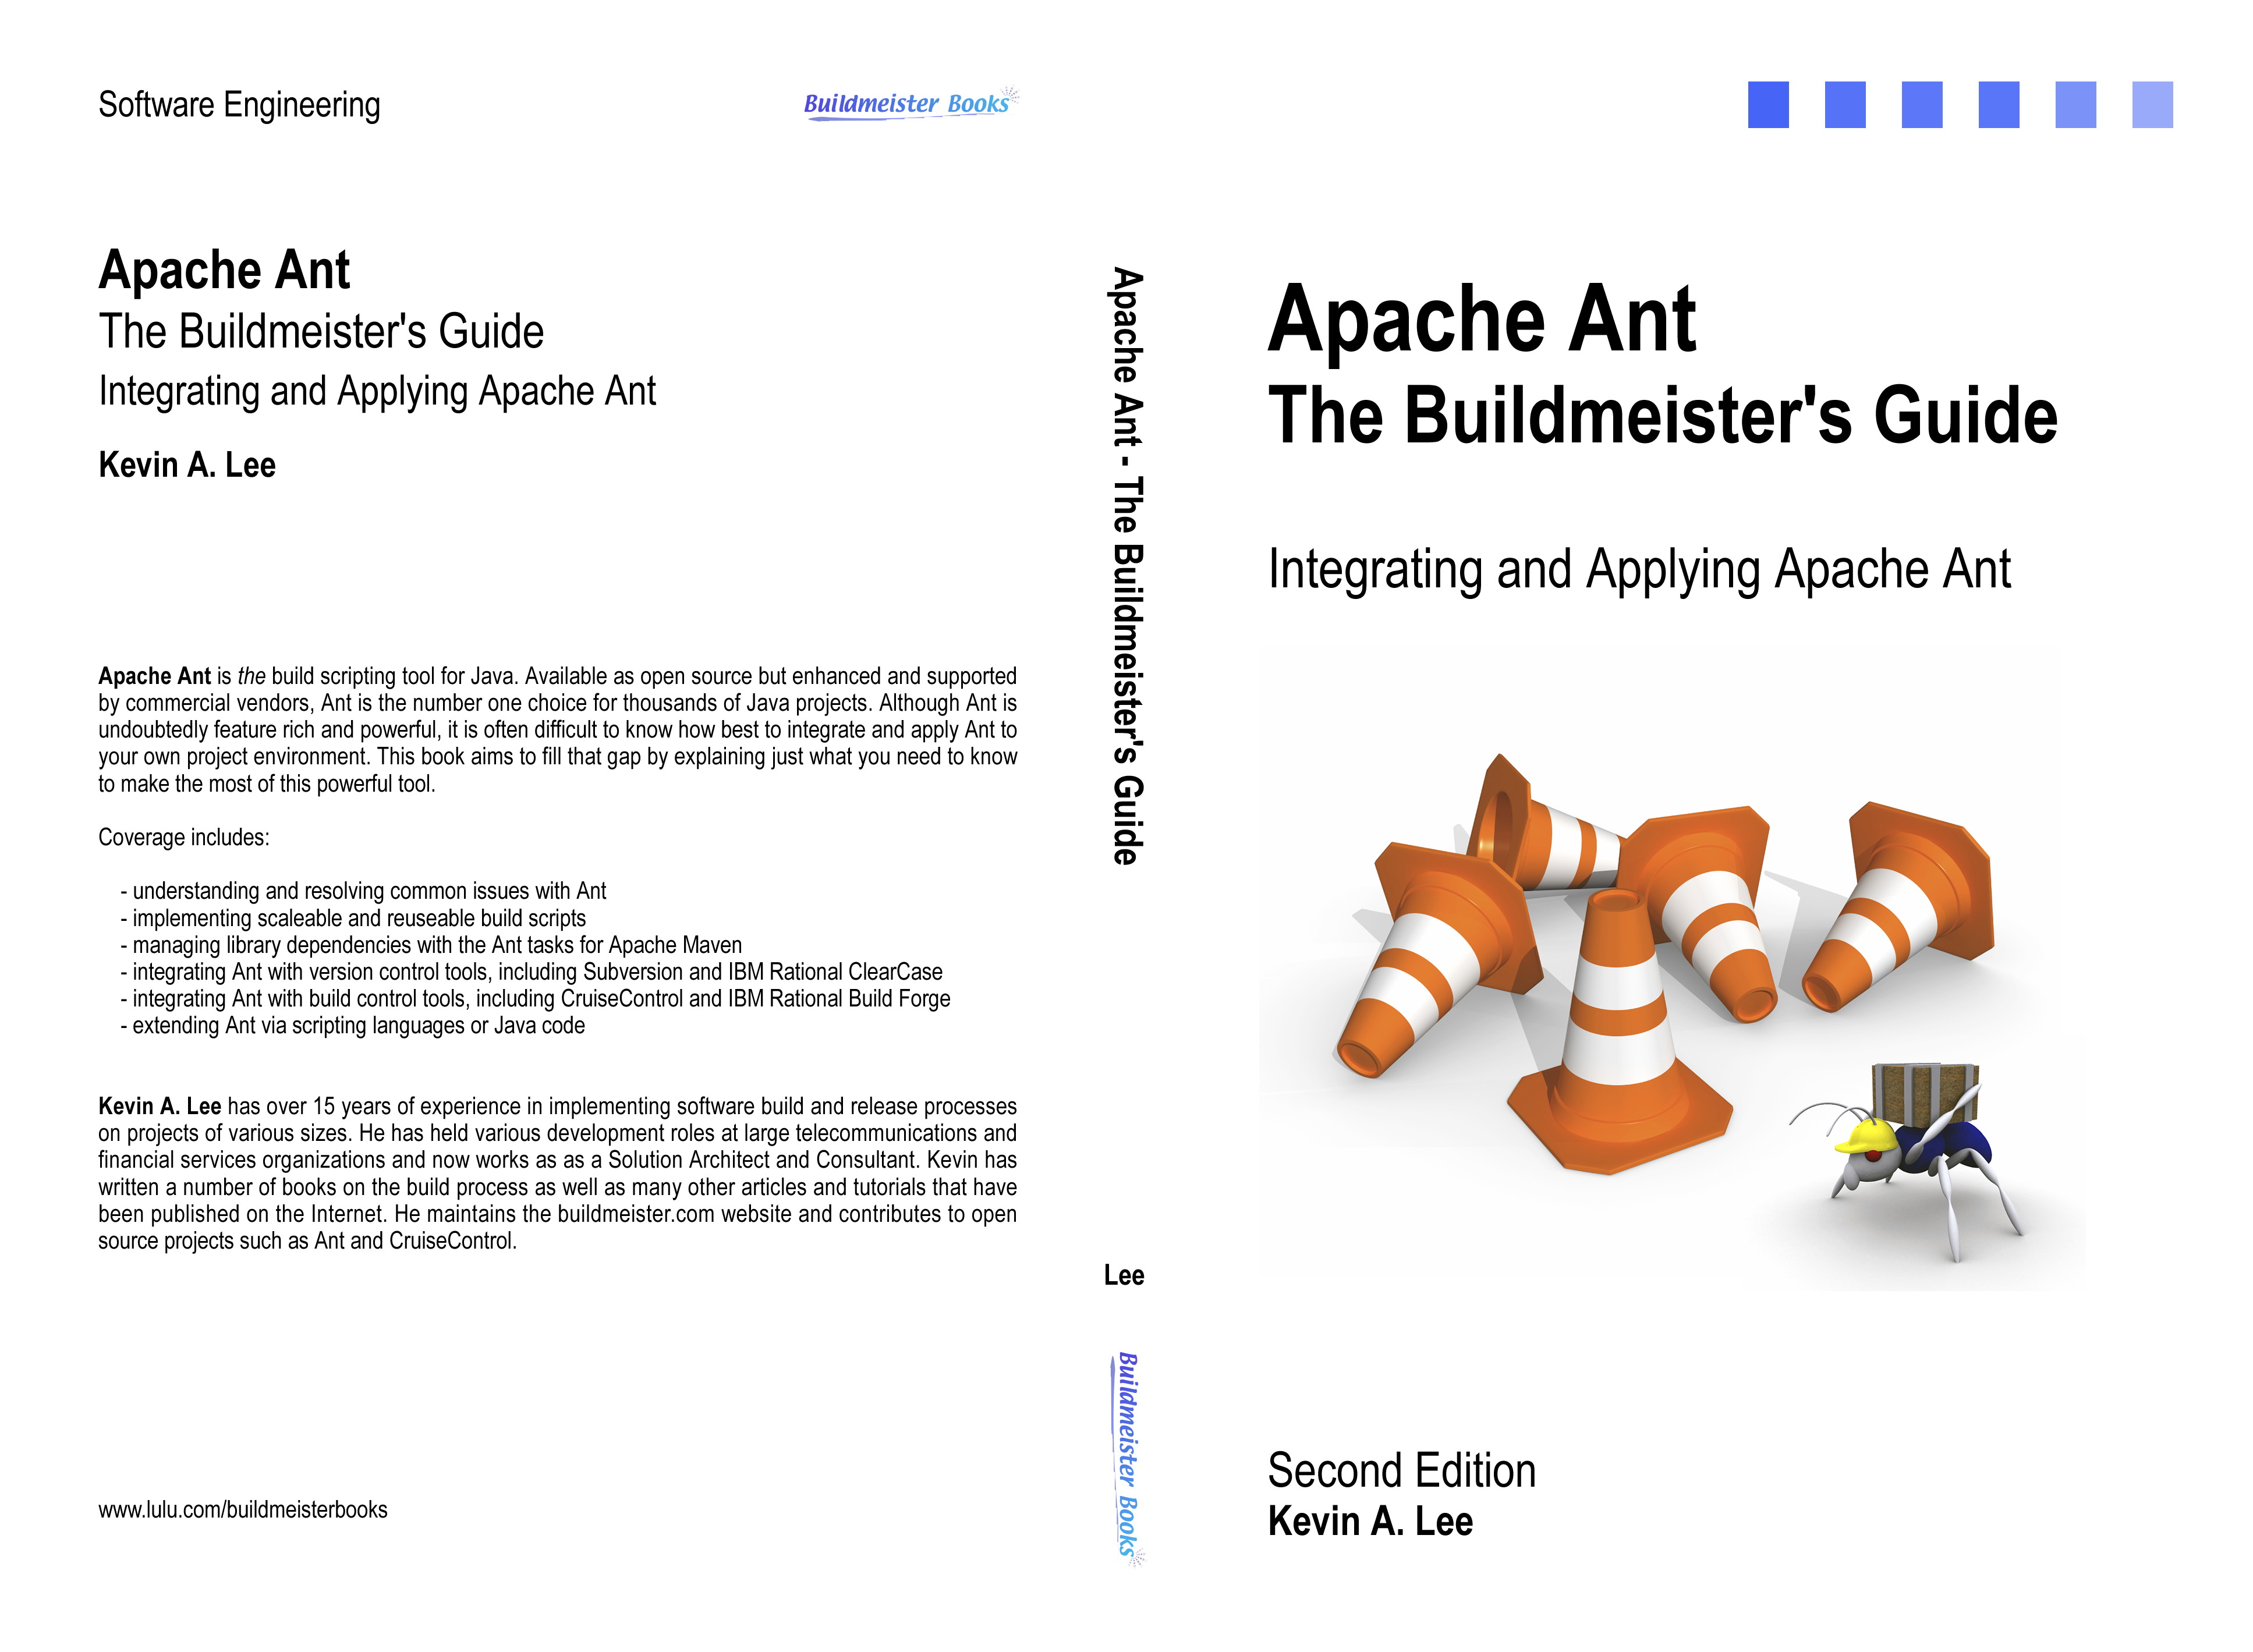 Software Engineering
Buildmeister Books
Apache Ant
The Buildmeister's Guide
Integrating and Applying Apache Ant
Kevin A. Lee
Apache Ant is the build scripting tool for Java. Available as open source but enhanced and supported
by commercial vendors, Ant is the number one choice for thousands of Java projects. Although Ant is
undoubtedly feature rich and powerful, it is often difficult to know how best to integrate and apply Ant to
your own project environment. This book aims to fill that gap by explaining just what you need to know
to make the most of this powerful tool.
Coverage includes:
- understanding and resolving common issues with Ant
- implementing scaleable and reuseable build scripts
- managing library dependencies with the Ant tasks for Apache Maven
- integrating Ant with version control tools, including Subversion and IBM Rational ClearCase
- integrating Ant with build control tools, including CruiseControl and IBM Rational Build Forge
- extending Ant via scripting languages or Java code
Kevin A. Lee has over 15 years of experience in implementing software build and release processes
on projects of various sizes. He has held various development roles at large telecommunications and
financial services organizations and now works as as a Solution Architect and Consultant. Kevin has
written a number of books on the build process as well as many other articles and tutorials that have
been published on the Internet. He maintains the buildmeister.com website and contributes to open
source projects such as Ant and CruiseControl.
www.lulu.com/buildmeisterbooks
Apache Ant - The Buildmeister's Guide
Lee
Buildmeister Books
Apache Ant
The Buildmeister's Guide
Integrating and Applying Apache Ant
Second Edition
Kevin A. Lee